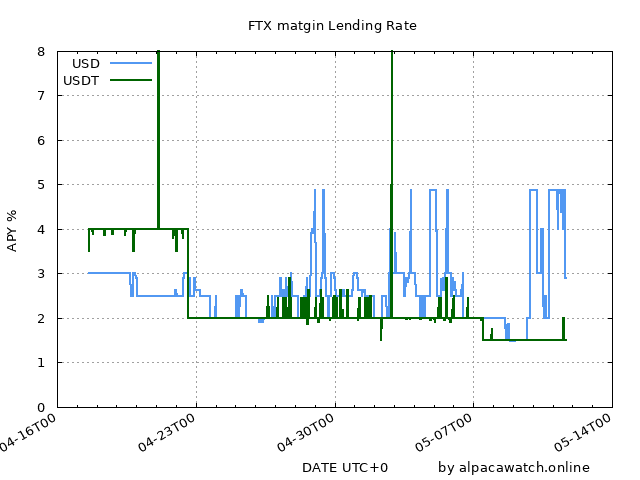 FTX matgin Lending Rate
USD
USDT
8
7
6
5
4
3
2
1
0
APY %
04-16T00
04-23T00
04-30T00
05-07T00
05-14T00
DATE UTC+0
by alpacawatch.online